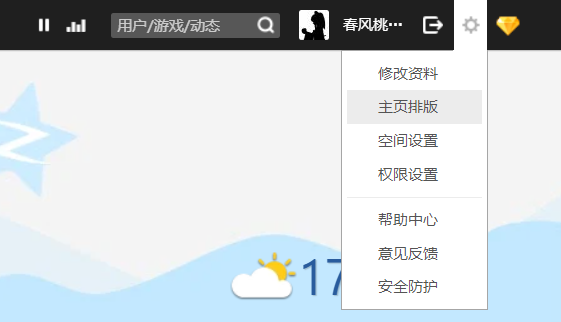 用户/游戏/动态
春风桃···
修改资料
主页排版
空间设置
权限设置
帮助中心
意见反馈
安全防护
17